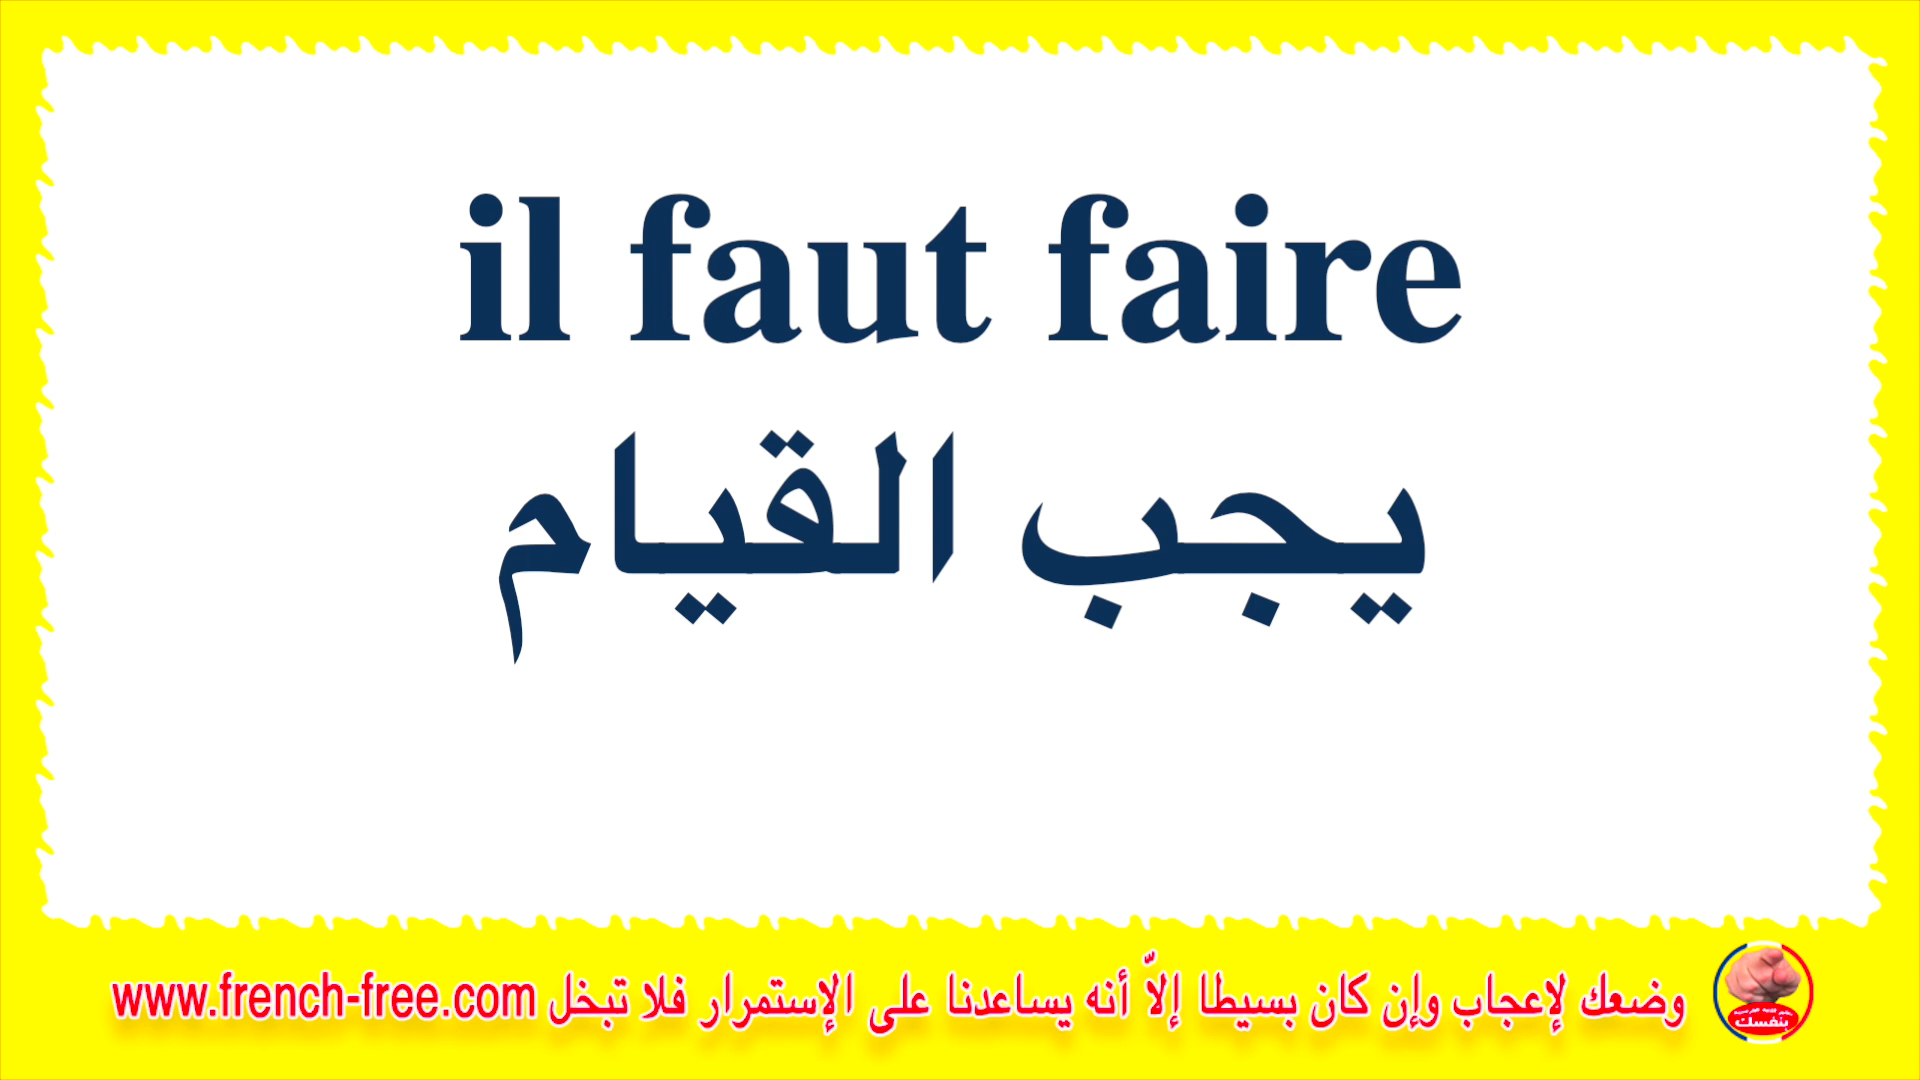 il faut faire
يجب القيام
وضعك لإعجاب وإن كان بسيطا إلاّ أنه يساعدنا على الإستمرار فلا تبخل www.french-free.com
بنفسك